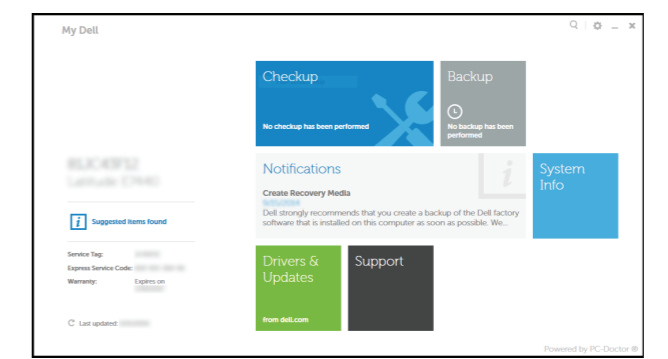 My Dell
Checkup
No checkup has been performed
Backup
No backup has been
performed
Notifications
Create Recovery Media
Dell strongly recommends that you create a backup of the Dell factory
software that is installed on this computer as soon as possible. We...
System
Info
Suggested Items found
Service Tag:
Express Service Code:
Warranty: Expires on
Last updated:
Drivers &
Updates
from dell.com
Support
Powered by PC-Doctor ®